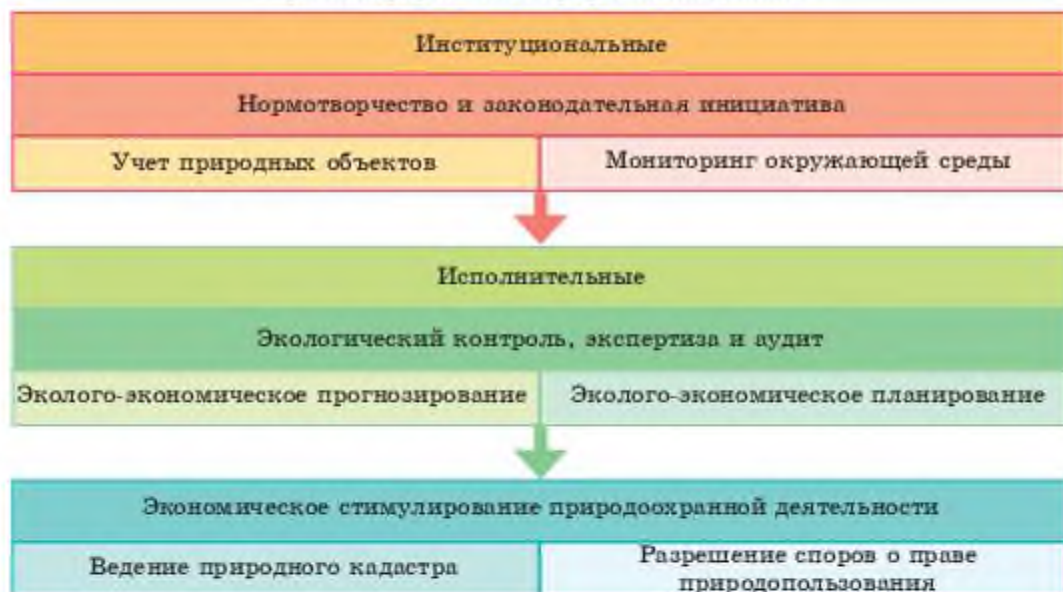 Институциональные
Нормотворчество и законодательная инициатива
Учет природных объектов
Мониторинг окружающей среды
Исполнительные
Экологический контроль, экспертиза и аудит
Эколого-экономическое прогнозирование
Эколого-экономическое планирование
Экономическое стимулирование природоохранной деятельности
Ведение природного кадастра
Разрешение споров о праве
природопользования